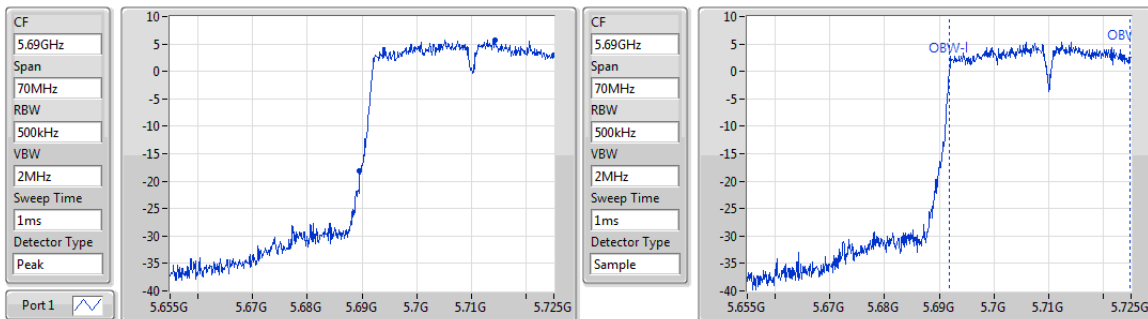 CF
5.69GHz
Span
70MHz
RBW
500kHz
VBW
2MHz
Sweep Time
1ms
Detector Type
Peak
Port 1
10
5
0
-5
-10
-15
-20
-25
-30
-35
-40
5.655G
5.67G
5.68G
5.69G
5.7G
5.71G
5.725G
CF
5.69GHz
Span
70MHz
RBW
500kHz
VBW
2MHz
Sweep Time
1ms
Detector Type
Sample
10
5
0
-5
-10
-15
-20
-25
-30
-35
-40
OBW-l
OBW
5.655G
5.67G
5.68G
5.69G
5.7G
5.71G
5.725G